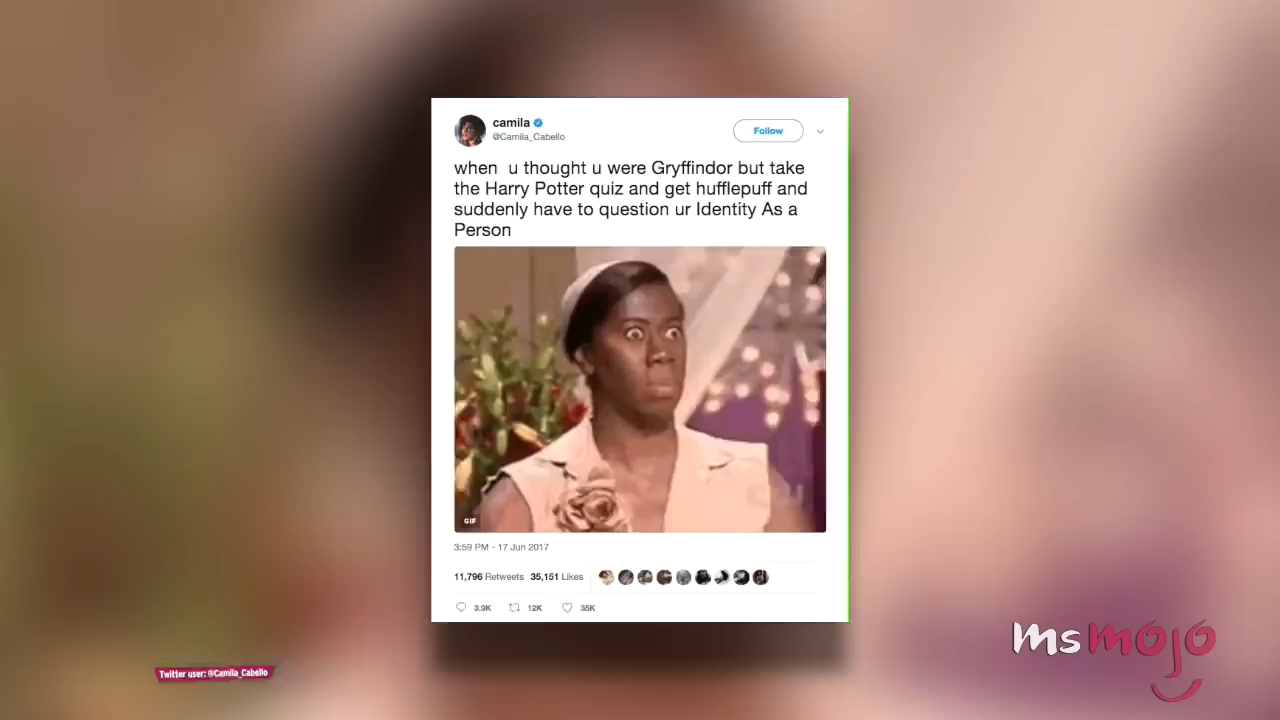 camila
@Camila_Cabello
Follow
when u thought u were Gryffindor but take
the Harry Potter quiz and get hufflepuff and
suddenly have to question ur Identity As a
Person
GIF
3:59 PM - 17 Jun 2017
11,796 Retweets 35,151 Likes
3.9K 12K 35K
msmojo
Twitter user: @Camila_Cabello